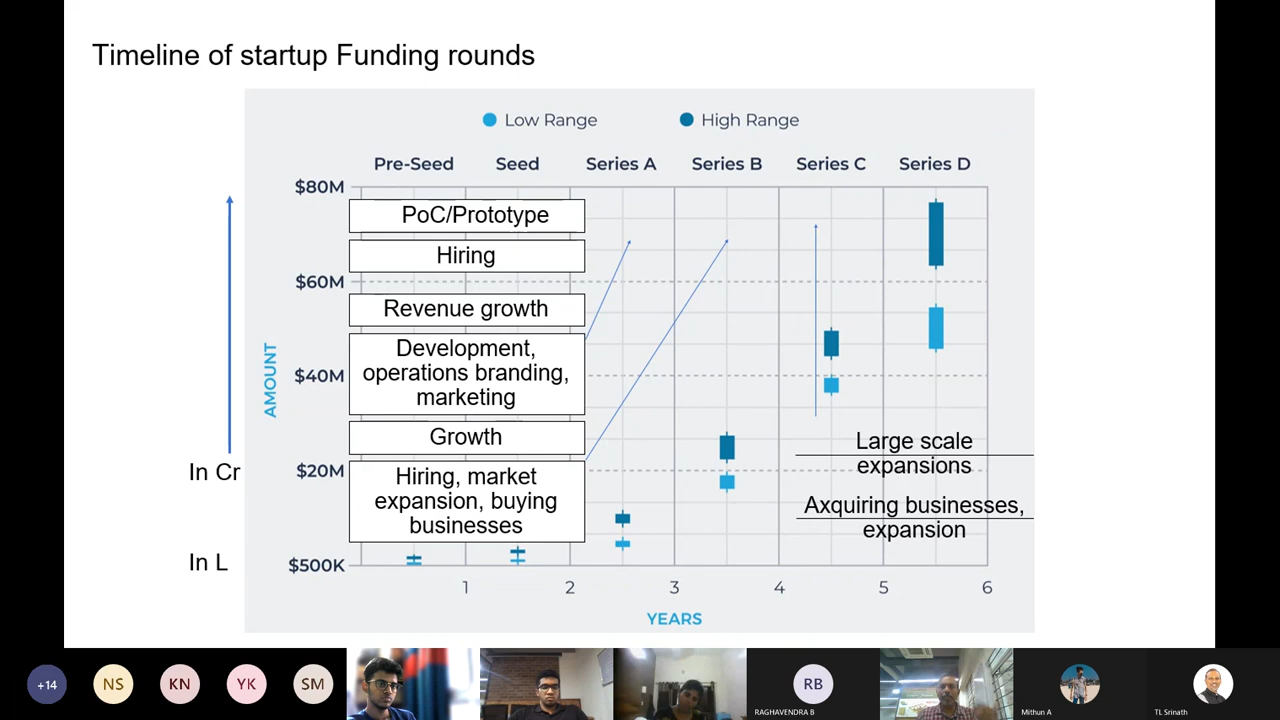 Timeline of startup Funding rounds
Low Range
High Range
Pre-Seed
Seed
Series A
Series B
Series C
Series D
$80M
$60M
$40M
$20M
$500K
AMOUNT
In Cr
In L
PoC/Prototype
Hiring
Revenue growth
Development,
operations branding,
marketing
Growth
Hiring, market
expansion, buying
businesses
Large scale
expansions
Axquiring businesses,
expansion
1
2
3
4
5
6
YEARS
+14
NS
KN
YK
SM
RB
RAGHAVENDRA B
Mithun A
TL Srinath